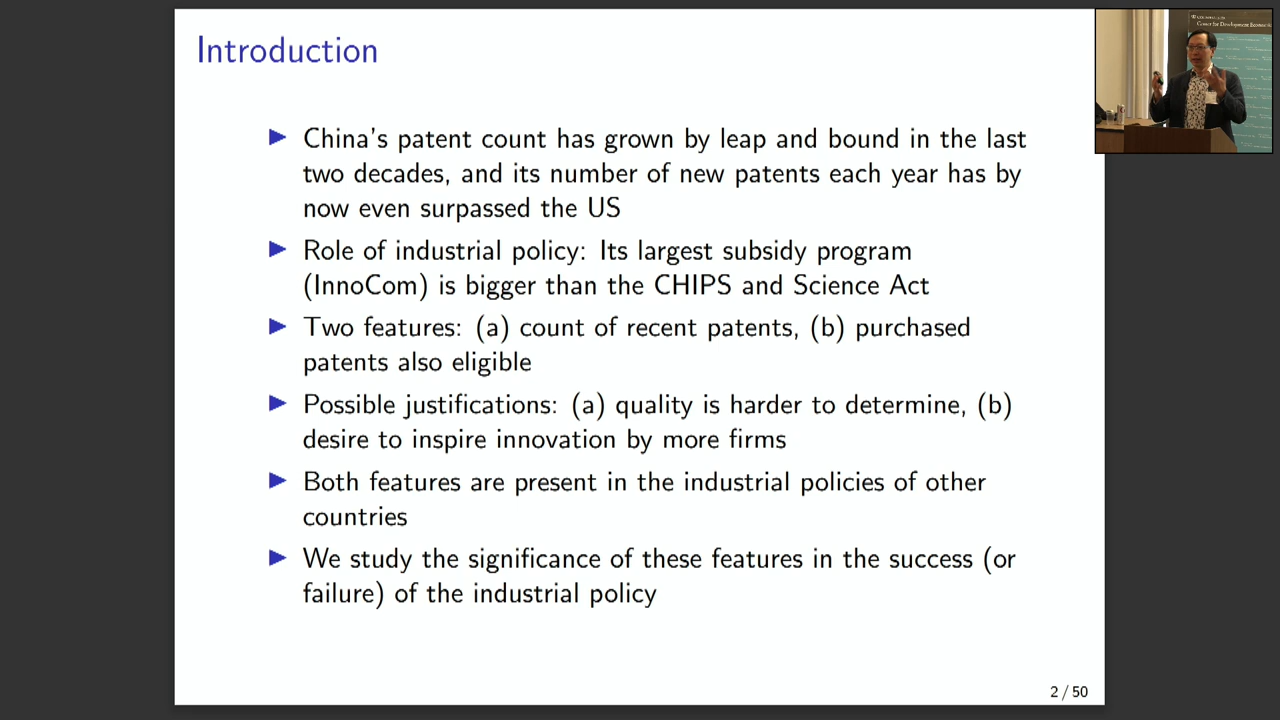 Introduction
China's patent count has grown by leap and bound in the last
two decades, and its number of new patents each year has by
now even surpassed the US
Role of industrial policy: Its largest subsidy program
(InnoCom) is bigger than the CHIPS and Science Act
Two features: (a) count of recent patents, (b) purchased
patents also eligible
Possible justifications: (a) quality is harder to determine, (b)
desire to inspire innovation by more firms
Both features are present in the industrial policies of other
countries
We study the significance of these features in the success (or
failure) of the industrial policy
2 / 50
Center for Development Economics